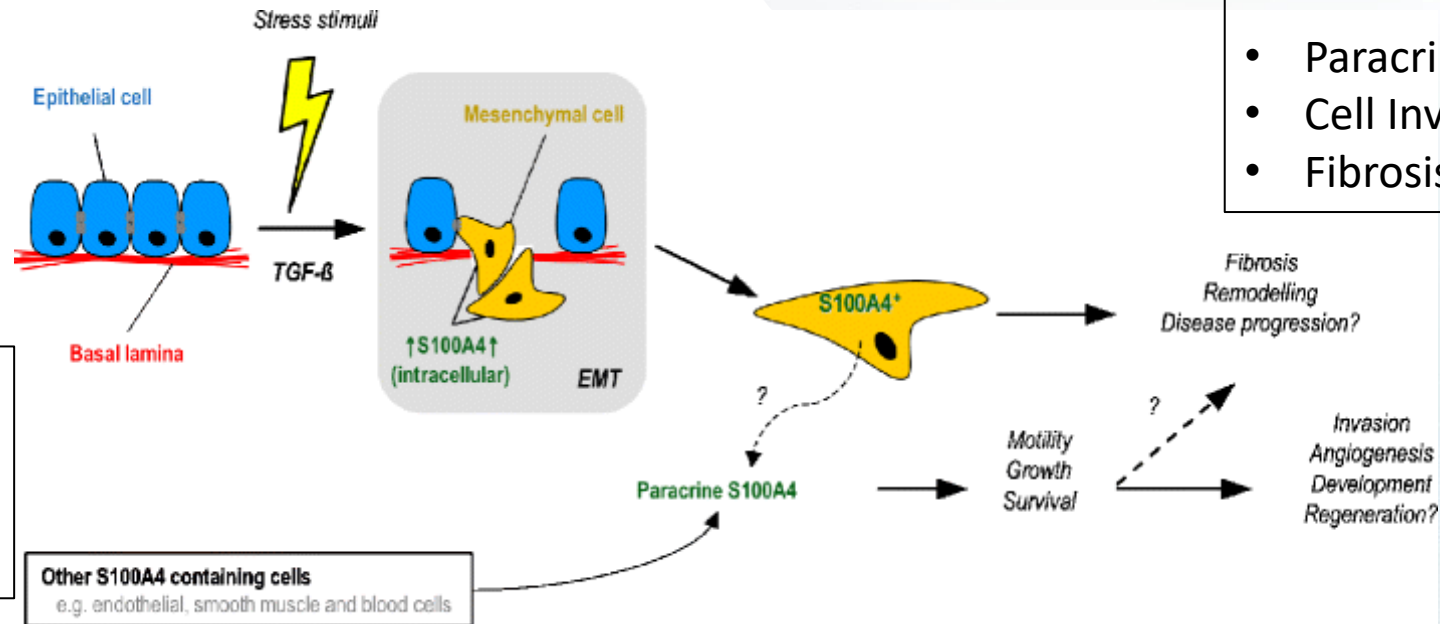 Stress stimuli
Epithelial cell
TGF-ß
Basal lamina
Mesenchymal cell
↑S100A4↑
(intracellular)
EMT
S100A4⁺
?
Paracrine S100A4
Other S100A4 containing cells
e.g. endothelial, smooth muscle and blood cells
Motility
Growth
Survival
?
Fibrosis
Remodelling
Disease progression?
Invasion
Angiogenesis
Development
Regeneration?
• Paracri
• Cell Inv
• Fibrosis